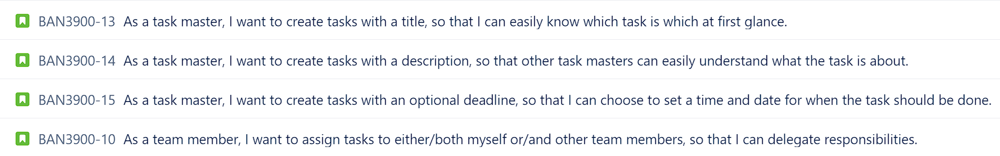 BAN3900-13 As a task master, I want to create tasks with a title, so that I can easily know which task is which at first glance.
BAN3900-14 As a task master, I want to create tasks with a description, so that other task masters can easily understand what the task is about.
BAN3900-15 As a task master, I want to create tasks with an optional deadline, so that I can choose to set a time and date for when the task should be done.
BAN3900-10 As a team member, I want to assign tasks to either/both myself or/and other team members, so that I can delegate responsibilities.